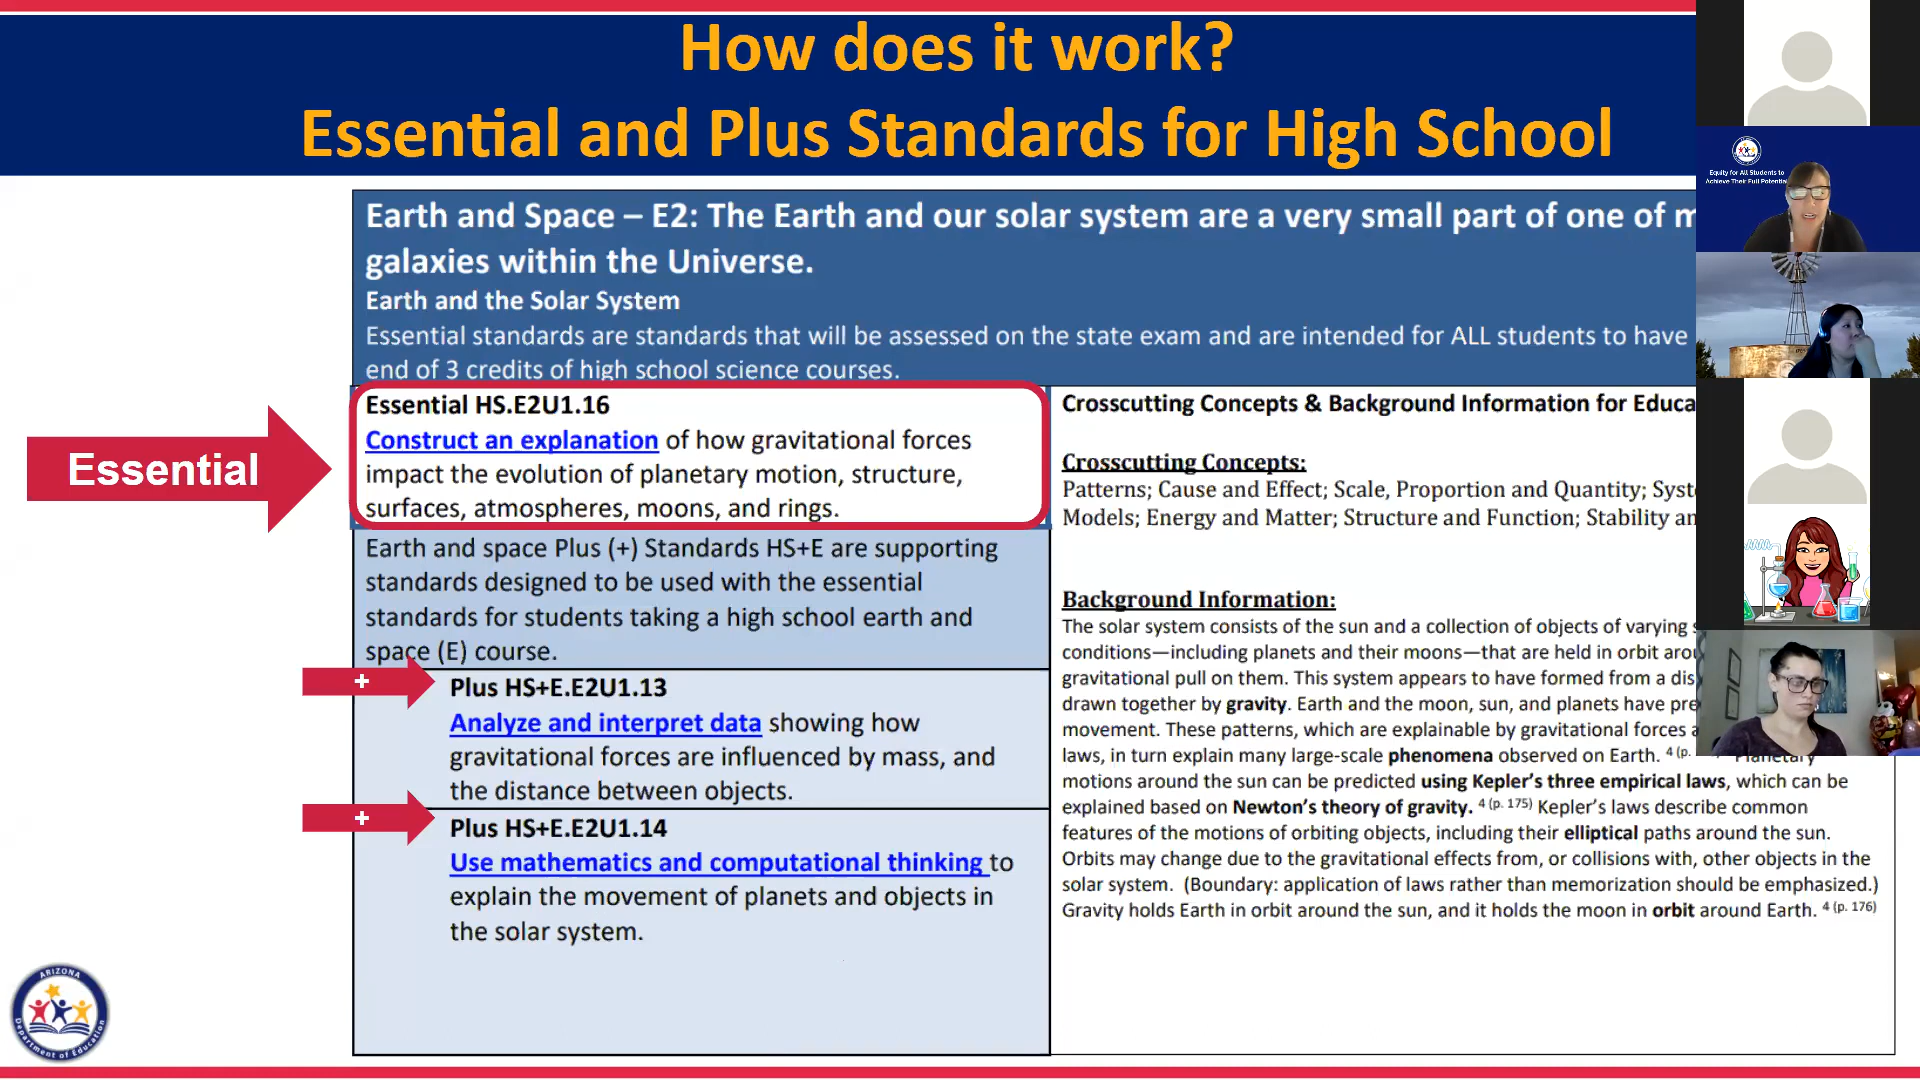 How does it work?
Essential and Plus Standards for High School
Equity for All Students to
Achieve Their Full Potential
Earth and Space – E2: The Earth and our solar system are a very small part of one of
galaxies within the Universe.
Earth and the Solar System
Essential standards are standards that will be assessed on the state exam and are intended for ALL students to have
end of 3 credits of high school science courses.
Essential
Essential HS.E2U1.16
Construct an explanation of how gravitational forces
impact the evolution of planetary motion, structure,
surfaces, atmospheres, moons, and rings.
Earth and space Plus (+) Standards HS+E are supporting
standards designed to be used with the essential
standards for students taking a high school earth and
space (E) course.
+
Plus HS+E.E2U1.13
Analyze and interpret data showing how
gravitational forces are influenced by mass, and
the distance between objects.
+
Plus HS+E.E2U1.14
Use mathematics and computational thinking to
explain the movement of planets and objects in
the solar system.
Crosscutting Concepts & Background Information for
Crosscutting Concepts:
Patterns; Cause and Effect; Scale, Proportion and Quantity;
Models; Energy and Matter; Structure and Function; Stability
Background Information:
The solar system consists of the sun and a collection of objects of varying
conditions—including planets and their moons—that are held in orbit
gravitational pull on them. This system appears to have formed from a
drawn together by gravity. Earth and the moon, sun, and planets have
movement. These patterns, which are explainable by gravitational forces
laws, in turn explain many large-scale phenomena observed on Earth. 4 (p. Planetary
motions around the sun can be predicted using Kepler's three empirical laws, which can be
explained based on Newton's theory of gravity. 4 (p. 175) Kepler's laws describe common
features of the motions of orbiting objects, including their elliptical paths around the sun.
Orbits may change due to the gravitational effects from, or collisions with, other objects in the
solar system. (Boundary: application of laws rather than memorization should be emphasized.)
Gravity holds Earth in orbit around the sun, and it holds the moon in orbit around Earth. 4 (p. 176)
ARIZONA
Department of Education